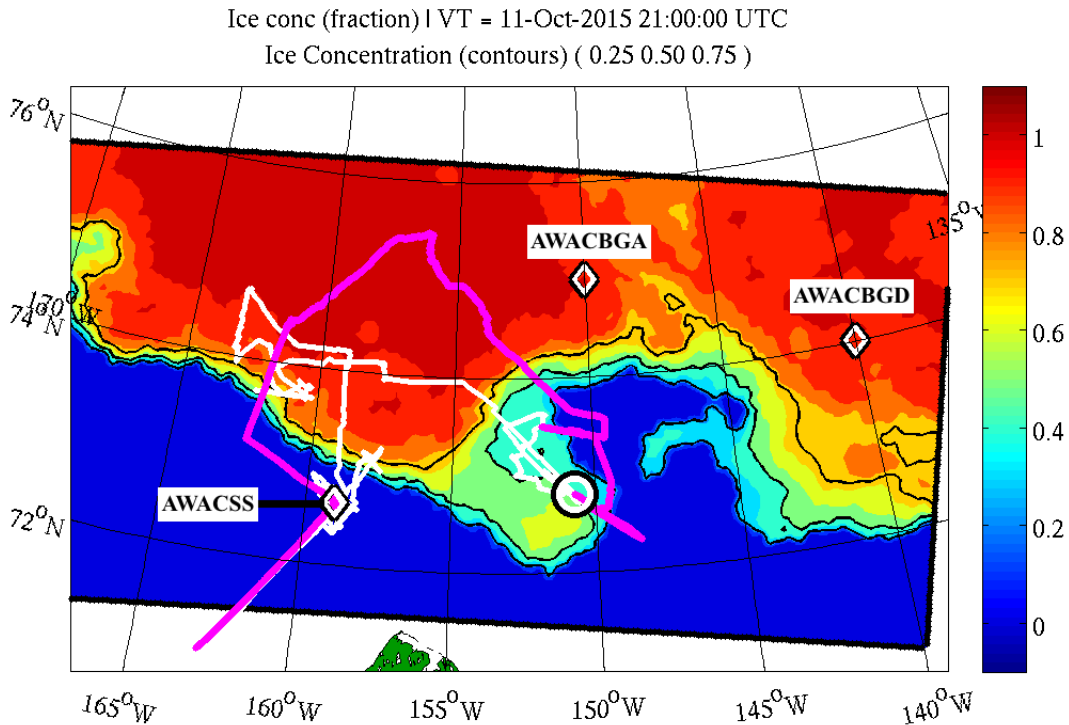 Ice conc (fraction) | VT = 11-Oct-2015 21:00:00 UTC
Ice Concentration (contours) ( 0.25 0.50 0.75 )
76°N
135°W
170°W
74°N
72°N
AWACBGA
AWACBGD
AWACSS
165°W
160°W
155°W
150°W
145°W
140°W
1
0.8
0.6
0.4
0.2
0